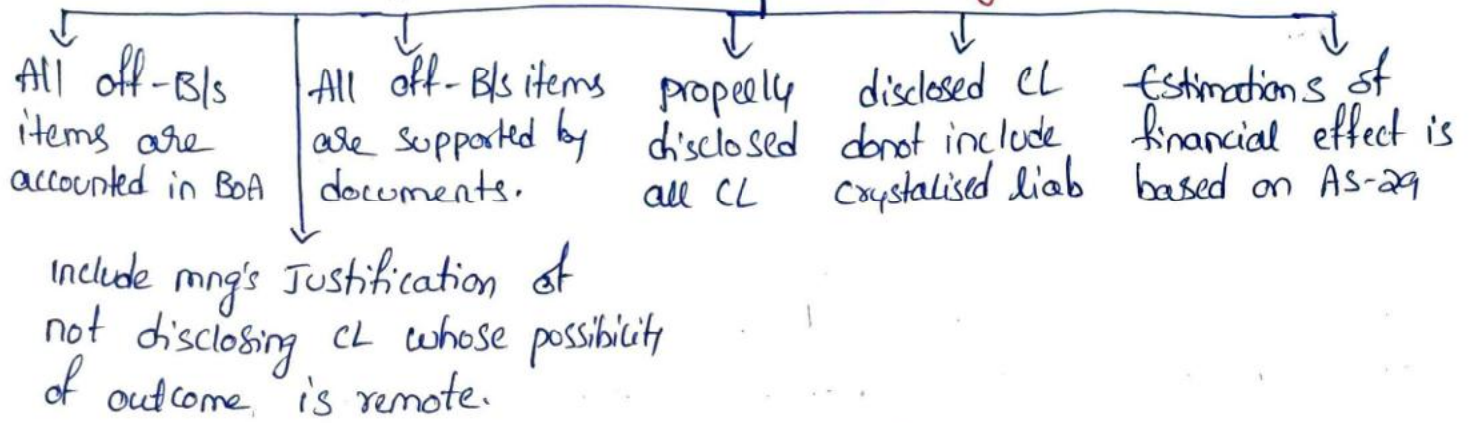 All off-B/s
items are
accounted in BoA
All off-B/s items
are supported by
documents.
properly
disclosed
all CL
disclosed CL
donot include
crystalised liab
Estimations of
financial effect is
based on AS-29
Include mng's Justification of
not disclosing CL whose possibility
of outcome is remote.